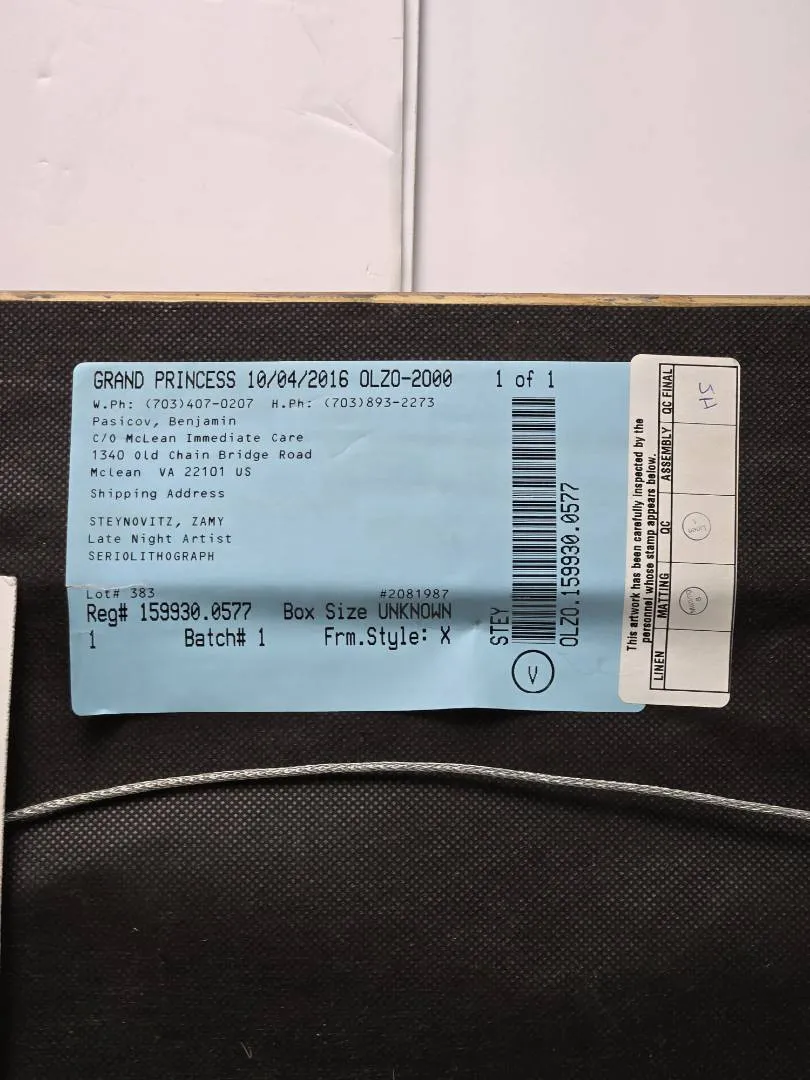 GRAND PRINCESS 10/04/2016 OLZO-2000 1 of 1
W.Ph: (703)407-0207 H.Ph: (703)893-2273
Pasicov, Benjamin
C/O McLean Immediate Care
1340 Old Chain Bridge Road
Mclean VA 22101 US
Shipping Address
STEYNOVITZ, ZAMY
Late Night Artist
SERIOLITHOGRAPH
Lot# 383 #2081987
Reg# 159930.0577 Box Size UNKNOWN
1 Batch# 1 Frm.Style: X
STEY
OLZO.159930.0577
V
This artwork has been carefully inspected by the
personnel whose stamp appears below.
LINEN MATTING QC ASSEMBLY QC FINAL
SH